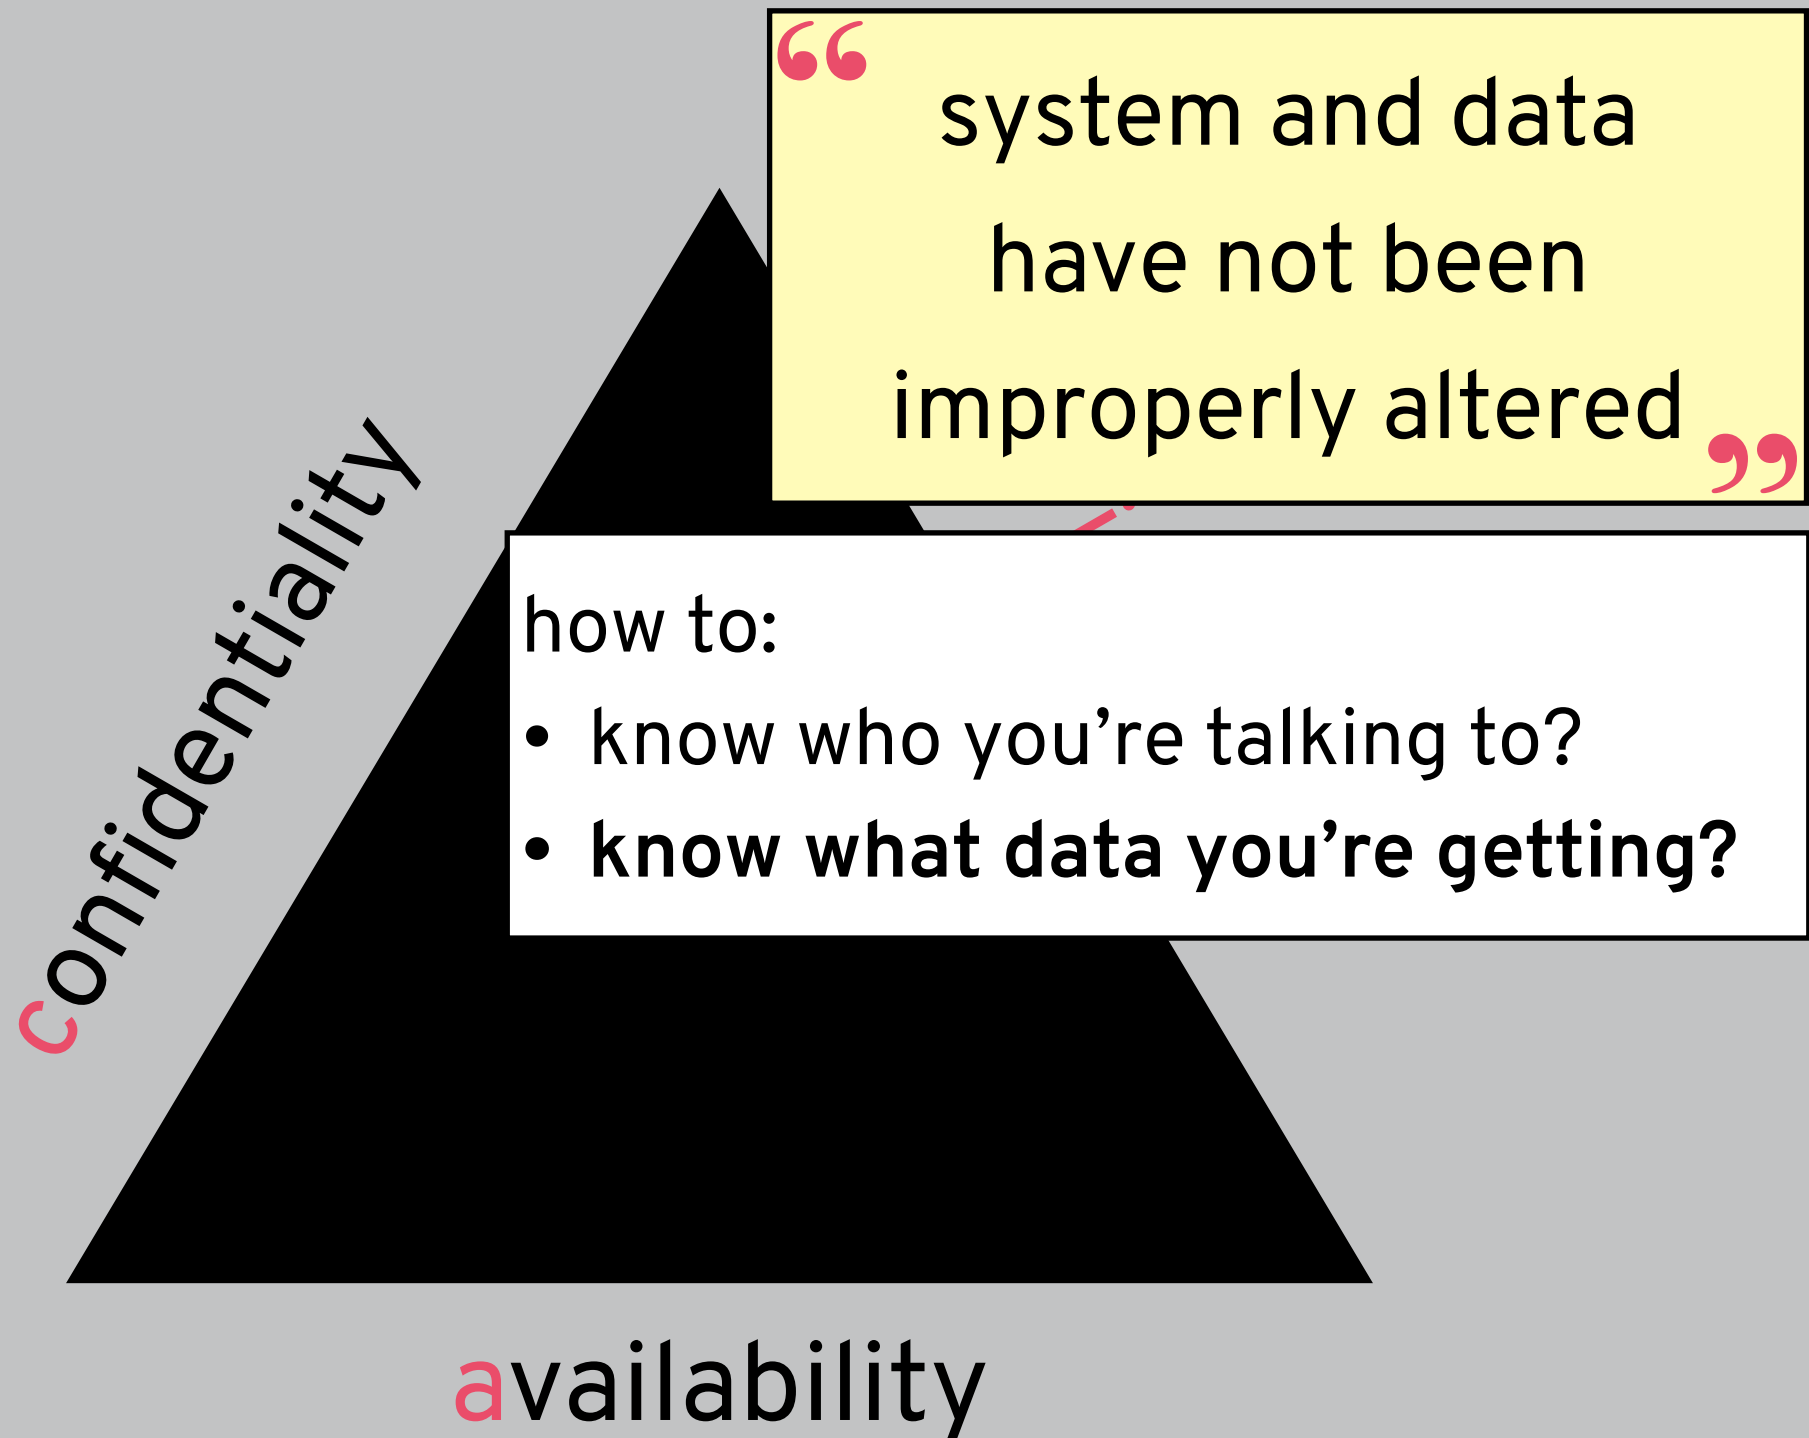 “
system and data
have not been
improperly altered
”
how to:
• know who you’re talking to?
• know what data you’re getting?
confidentiality
availability